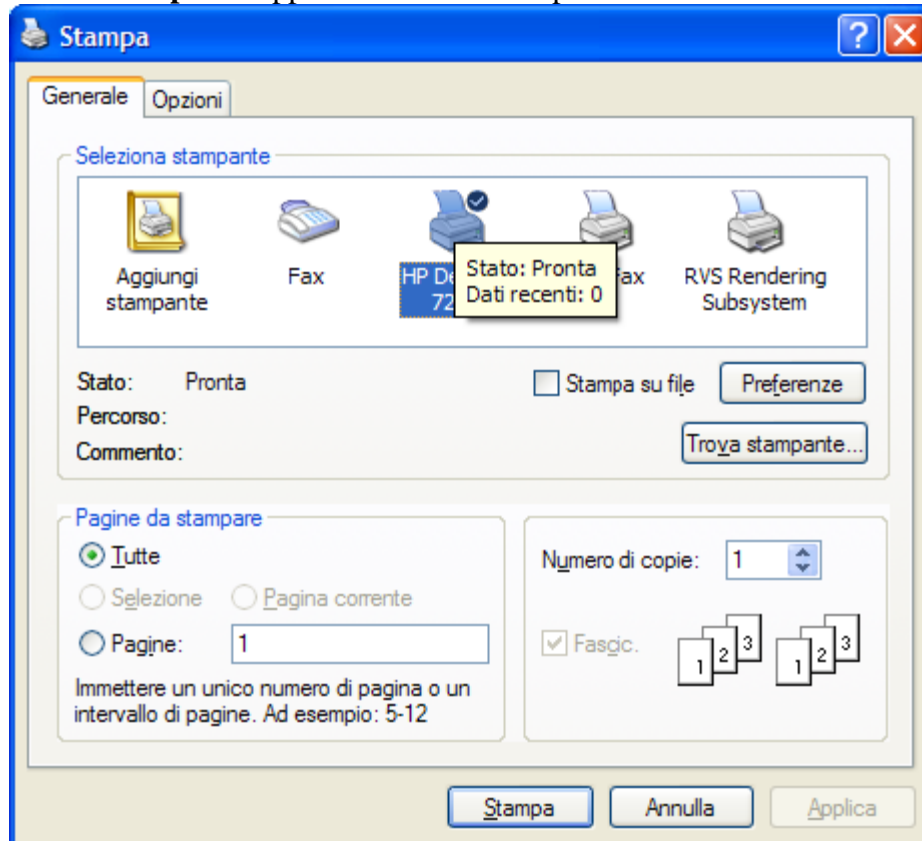 Stampa
Generale Opzioni
Seleziona stampante
Aggiungi stampante
Fax
HP
72
Stato: Pronta
Dati recenti: 0
RVS Rendering Subsystem
Stato: Pronta
Percorso:
Commento:
Stampa su file
Preferenze
Trova stampante...
Pagine da stampare
Tutte
Selezione Pagina corrente
Pagine: 1
Immettere un unico numero di pagina o un
intervallo di pagine. Ad esempio: 5-12
Numero di copie: 1
Fascic.
1 2 3 1 2 3
Stampa Annulla Applica